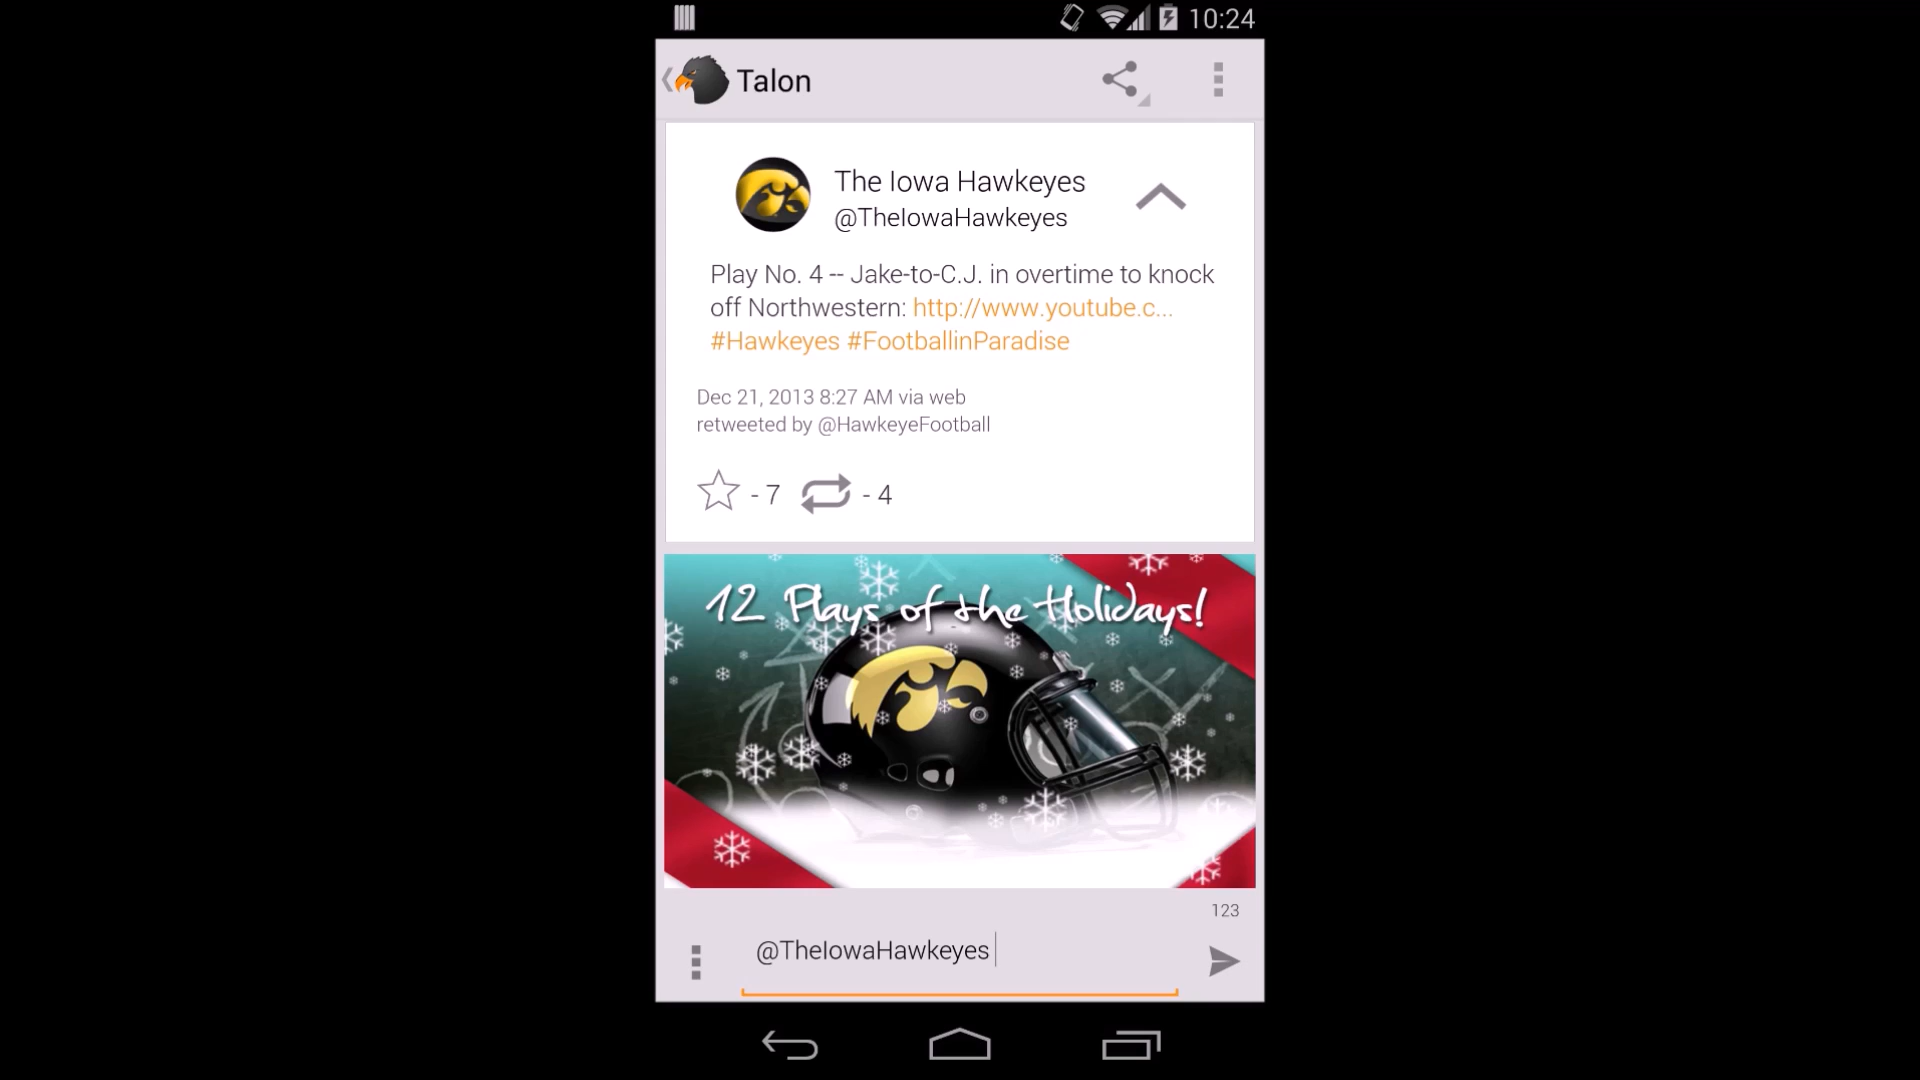 10:24
Talon
The Iowa Hawkeyes
@TheIowaHawkeyes
Play No. 4 -- Jake-to-C.J. in overtime to knock
off Northwestern: http://www.youtube.c...
#Hawkeyes #FootballinParadise
Dec 21, 2013 8:27 AM via web
retweeted by @HawkeyeFootball
- 7 - 4
12 Plays of the Holidays!
123
@TheIowaHawkeyes